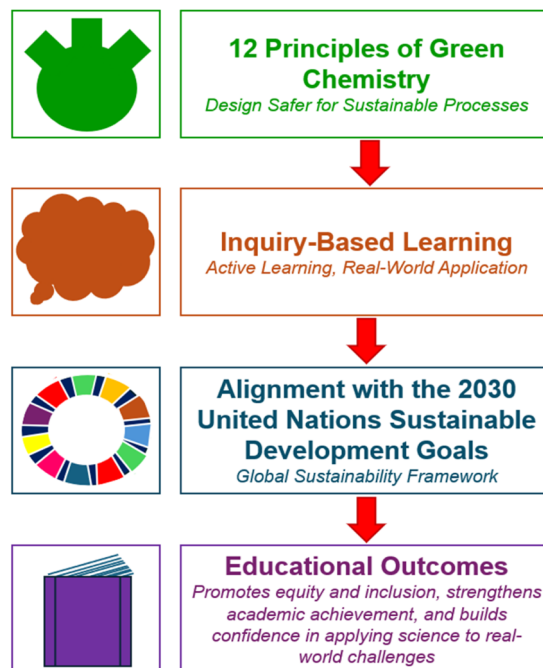 12 Principles of Green
Chemistry
Design Safer for Sustainable Processes
Inquiry-Based Learning
Active Learning, Real-World Application
Alignment with the 2030
United Nations Sustainable
Development Goals
Global Sustainability Framework
Educational Outcomes
Promotes equity and inclusion, strengthens
academic achievement, and builds
confidence in applying science to real-
world challenges